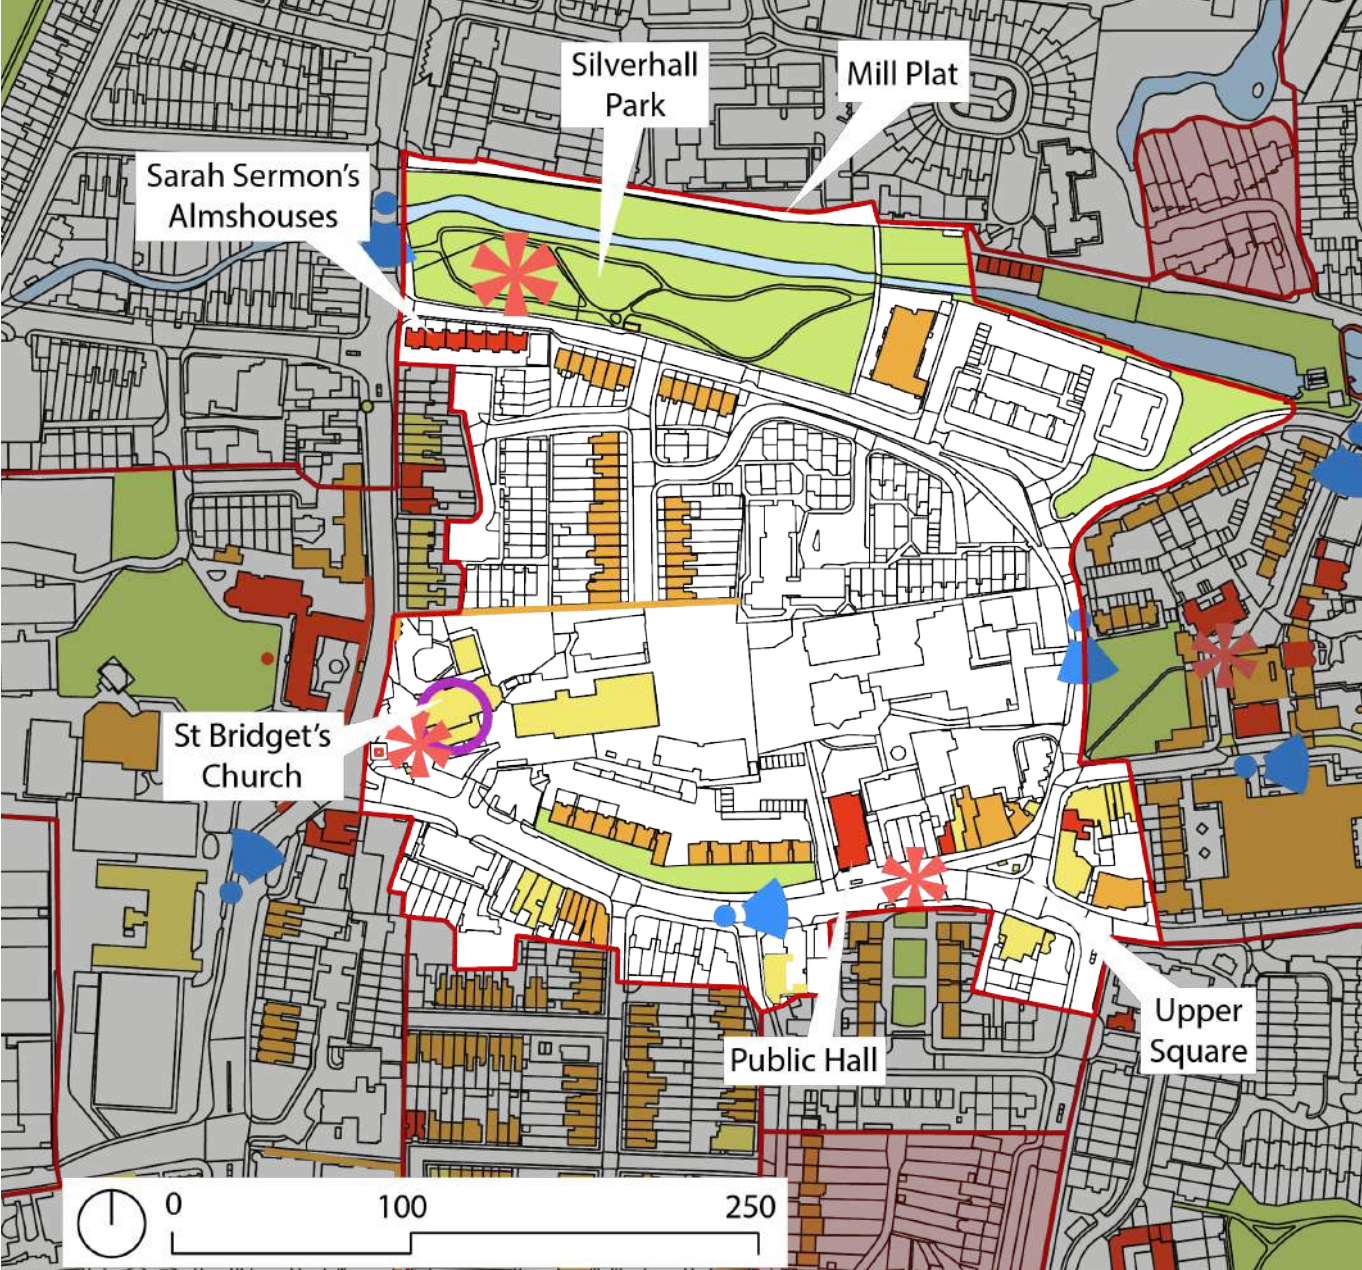 Silverhall
Park
Mill Plat
Sarah Sermon's
Almshouses
St Bridget's
Church
Upper
Square
Public Hall
0 100 250